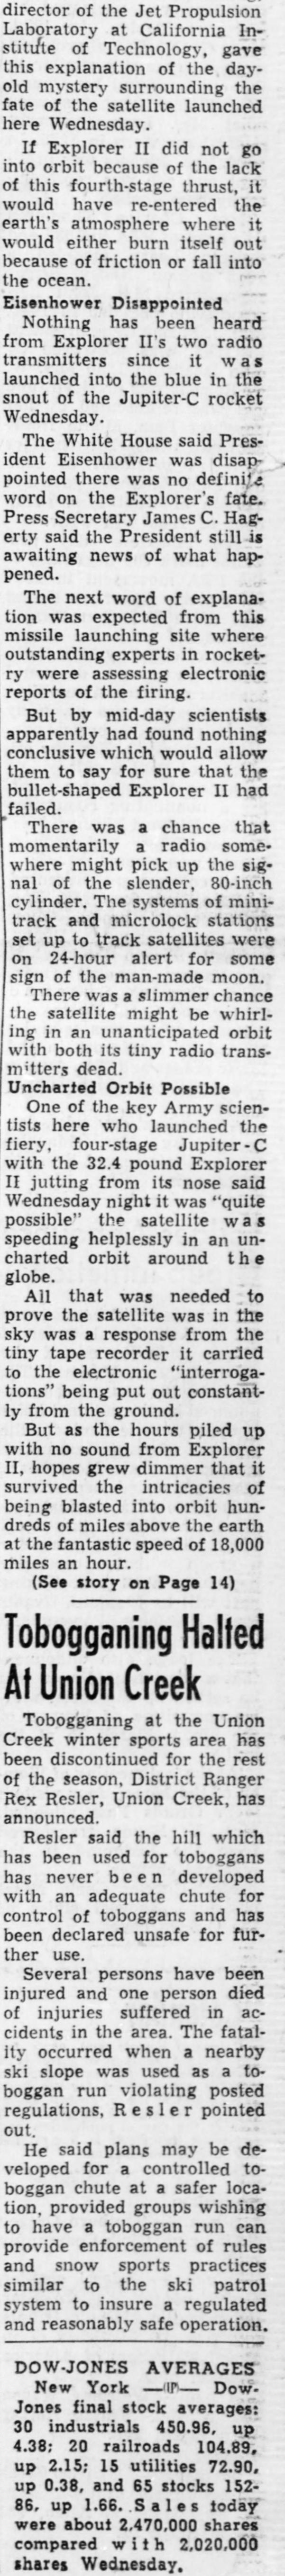 director of the Jet Propulsion
Laboratory at California In-
stitute of Technology, gave
this explanation of the day-
old mystery surrounding the
fate of the satellite launched
here Wednesday.
If Explorer II did not go
into orbit because of the lack
of this fourth-stage thrust, it
would have re-entered the
earth's atmosphere where it
would either burn itself out
because of friction or fall into
the ocean.
Eisenhower Disappointed
Nothing has been heard
from Explorer II's two radio
transmitters since it was
launched into the blue in the
snout of the Jupiter-C rocket
Wednesday.
The White House said Pres-
ident Eisenhower was disap-
pointed there was no definite
word on the Explorer's fate.
Press Secretary James C. Hag-
erty said the President still is
awaiting news of what hap-
pened.
The next word of explana-
tion was expected from this
missile launching site where
outstanding experts in rocket-
ry were assessing electronic
reports of the firing.
But by mid-day scientists
apparently had found nothing
conclusive which would allow
them to say for sure that the
bullet-shaped Explorer II had
failed.
There was a chance that
momentarily a radio some-
where might pick up the sig-
nal of the slender, 80-inch
cylinder. The systems of mini-
track and microlock stations
set up to track satellites were
on 24-hour alert for some
sign of the man-made moon.
There was a slimmer chance
the satellite might be whirl-
ing in an unanticipated orbit
with both its tiny radio trans-
mitters dead.
Uncharted Orbit Possible
One of the key Army scien-
tists here who launched the
fiery, four-stage Jupiter-C
with the 32.4 pound Explorer
II jutting from its nose said
Wednesday night it was "quite
possible" the satellite was
speeding helplessly in an un-
charted orbit around the
globe.
All that was needed to
prove the satellite was in the
sky was a response from the
tiny tape recorder it carried
to the electronic "interroga-
tions" being put out constant-
ly from the ground.
But as the hours piled up
with no sound from Explorer
II, hopes grew dimmer that it
survived the intricacies of
being blasted into orbit hun-
dreds of miles above the earth
at the fantastic speed of 18,000
miles an hour.
(See story on Page 14)
Tobogganing Halted
At Union Creek
Tobogganing at the Union
Creek winter sports area has
been discontinued for the rest
of the season, District Ranger
Rex Resler, Union Creek, has
announced.
Resler said the hill which
has been used for toboggans
has never been developed
with an adequate chute for
control of toboggans and has
been declared unsafe for fur-
ther use.
Several persons have been
injured and one person died
of injuries suffered in ac-
cidents in the area. The fatal-
ity occurred when a nearby
ski slope was used as a to-
boggan run violating posted
regulations, Resler pointed
out.
He said plans may be de-
veloped for a controlled to-
boggan chute at a safer loca-
tion, provided groups wishing
to have a toboggan run can
provide enforcement of rules
and snow sports practices
similar to the ski patrol
system to insure a regulated
and reasonably safe operation.
DOW-JONES AVERAGES
New York —(UP)— Dow-
Jones final stock averages:
30 industrials 450.96, up
4.38; 20 railroads 104.89,
up 2.15; 15 utilities 72.90,
up 0.38, and 65 stocks 152-
86, up 1.66. Sales today
were about 2,470,000 shares
compared with 2,020,000
shares Wednesday.